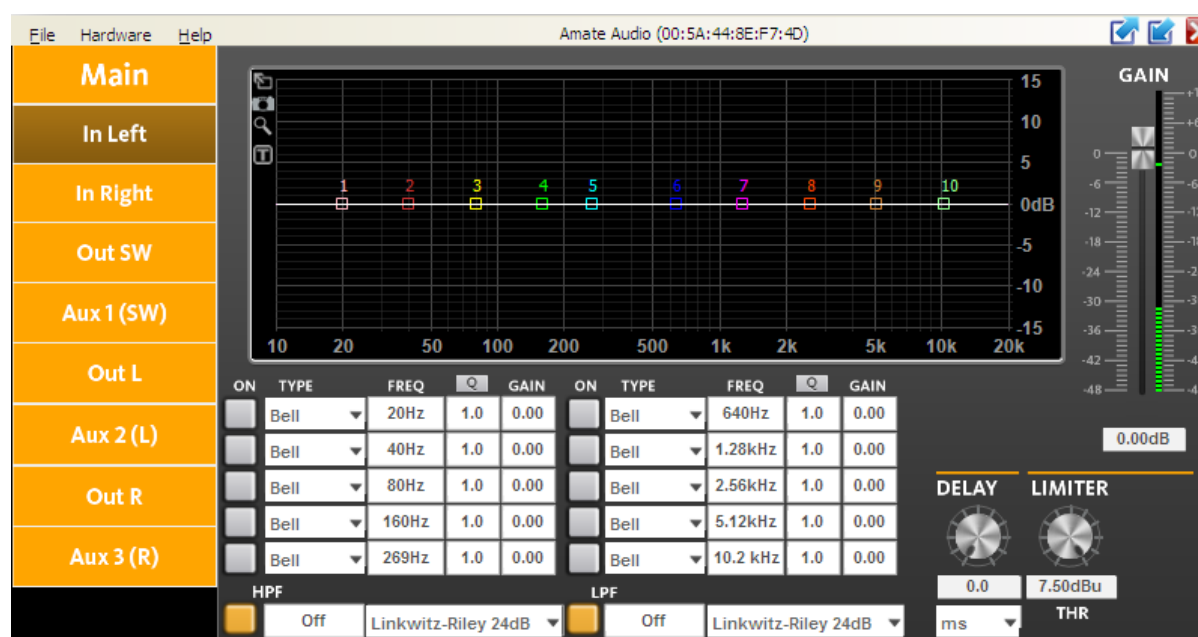 File Hardware Help Amate Audio (00:5A:44:8E:F7:4D)
Main
In Left
In Right
Out SW
Aux 1 (SW)
Out L
Aux 2 (L)
Out R
Aux 3 (R)
T
1 2 3 4 5 6 7 8 9 10
15
10
5
0dB
-5
-10
-15
10 20 50 100 200 500 1k 2k 5k 10k 20k
GAIN
0
-6
-12
-18
-24
-30
-36
-42
-48
0.00dB
ON TYPE FREQ Q GAIN ON TYPE FREQ Q GAIN
Bell 20Hz 1.0 0.00 Bell 640Hz 1.0 0.00
Bell 40Hz 1.0 0.00 Bell 1.28kHz 1.0 0.00
Bell 80Hz 1.0 0.00 Bell 2.56kHz 1.0 0.00
Bell 160Hz 1.0 0.00 Bell 5.12kHz 1.0 0.00
Bell 269Hz 1.0 0.00 Bell 10.2 kHz 1.0 0.00
HPF LPF
Off Linkwitz-Riley 24dB Off Linkwitz-Riley 24dB
DELAY LIMITER
0.0 7.50dBu
ms THR